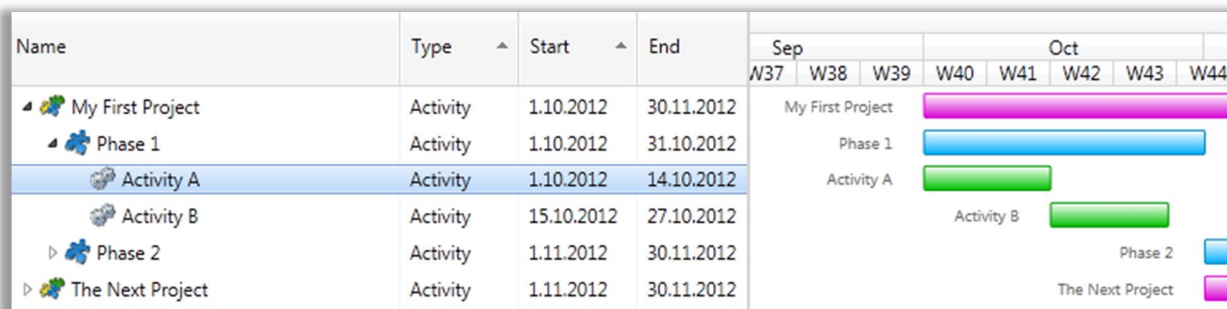 Name Type Start End Sep Oct
W37 W38 W39 W40 W41 W42 W43 W44
My First Project Activity 1.10.2012 30.11.2012 My First Project
Phase 1 Activity 1.10.2012 31.10.2012 Phase 1
Activity A Activity 1.10.2012 14.10.2012 Activity A
Activity B Activity 15.10.2012 27.10.2012 Activity B
Phase 2 Activity 1.11.2012 30.11.2012 Phase 2
The Next Project Activity 1.11.2012 30.11.2012 The Next Project